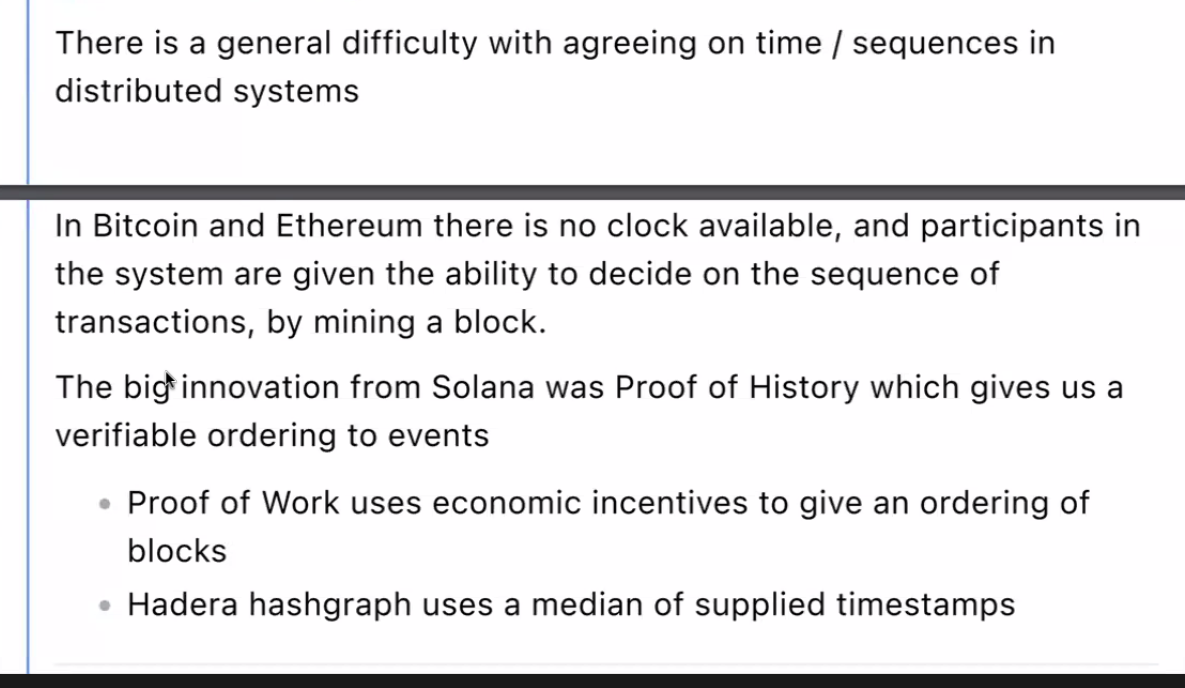 There is a general difficulty with agreeing on time / sequences in
distributed systems
In Bitcoin and Ethereum there is no clock available, and participants in
the system are given the ability to decide on the sequence of
transactions, by mining a block.
The big innovation from Solana was Proof of History which gives us a
verifiable ordering to events
• Proof of Work uses economic incentives to give an ordering of
blocks
• Hadera hashgraph uses a median of supplied timestamps